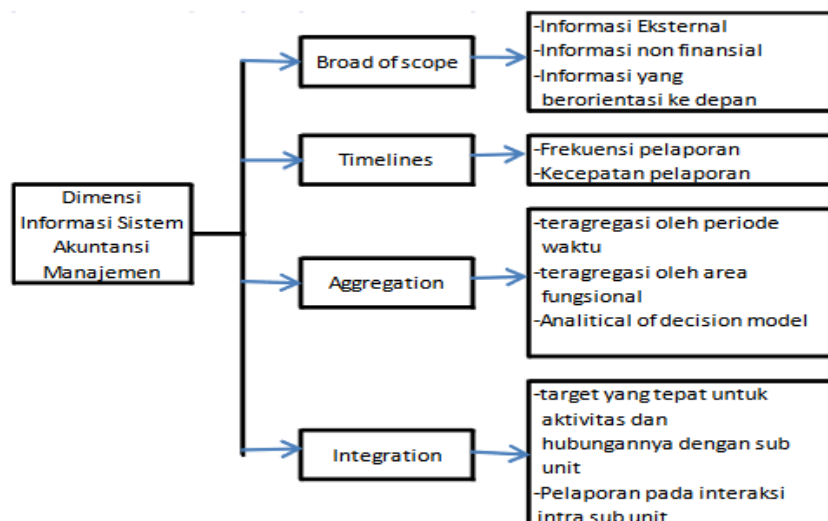 Dimensi
Informasi Sistem
Akuntansi
Manajemen
Broad of scope
-Informasi Eksternal
-Informasi non finansial
-Informasi yang
berorientasi ke depan
Timelines
-Frekuensi pelaporan
-Kecepatan pelaporan
Aggregation
-teragregasi oleh periode
waktu
-teragregasi oleh area
fungsional
-Analitical of decision model
Integration
-target yang tepat untuk
aktivitas dan
hubungannya dengan sub
unit
-Pelaporan pada interaksi
intra sub unit